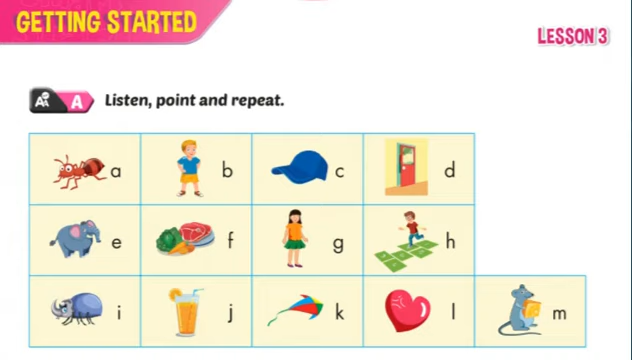 GETTING STARTED
LESSON 3
A Listen, point and repeat.
a b c d
e f g h
i j k l m